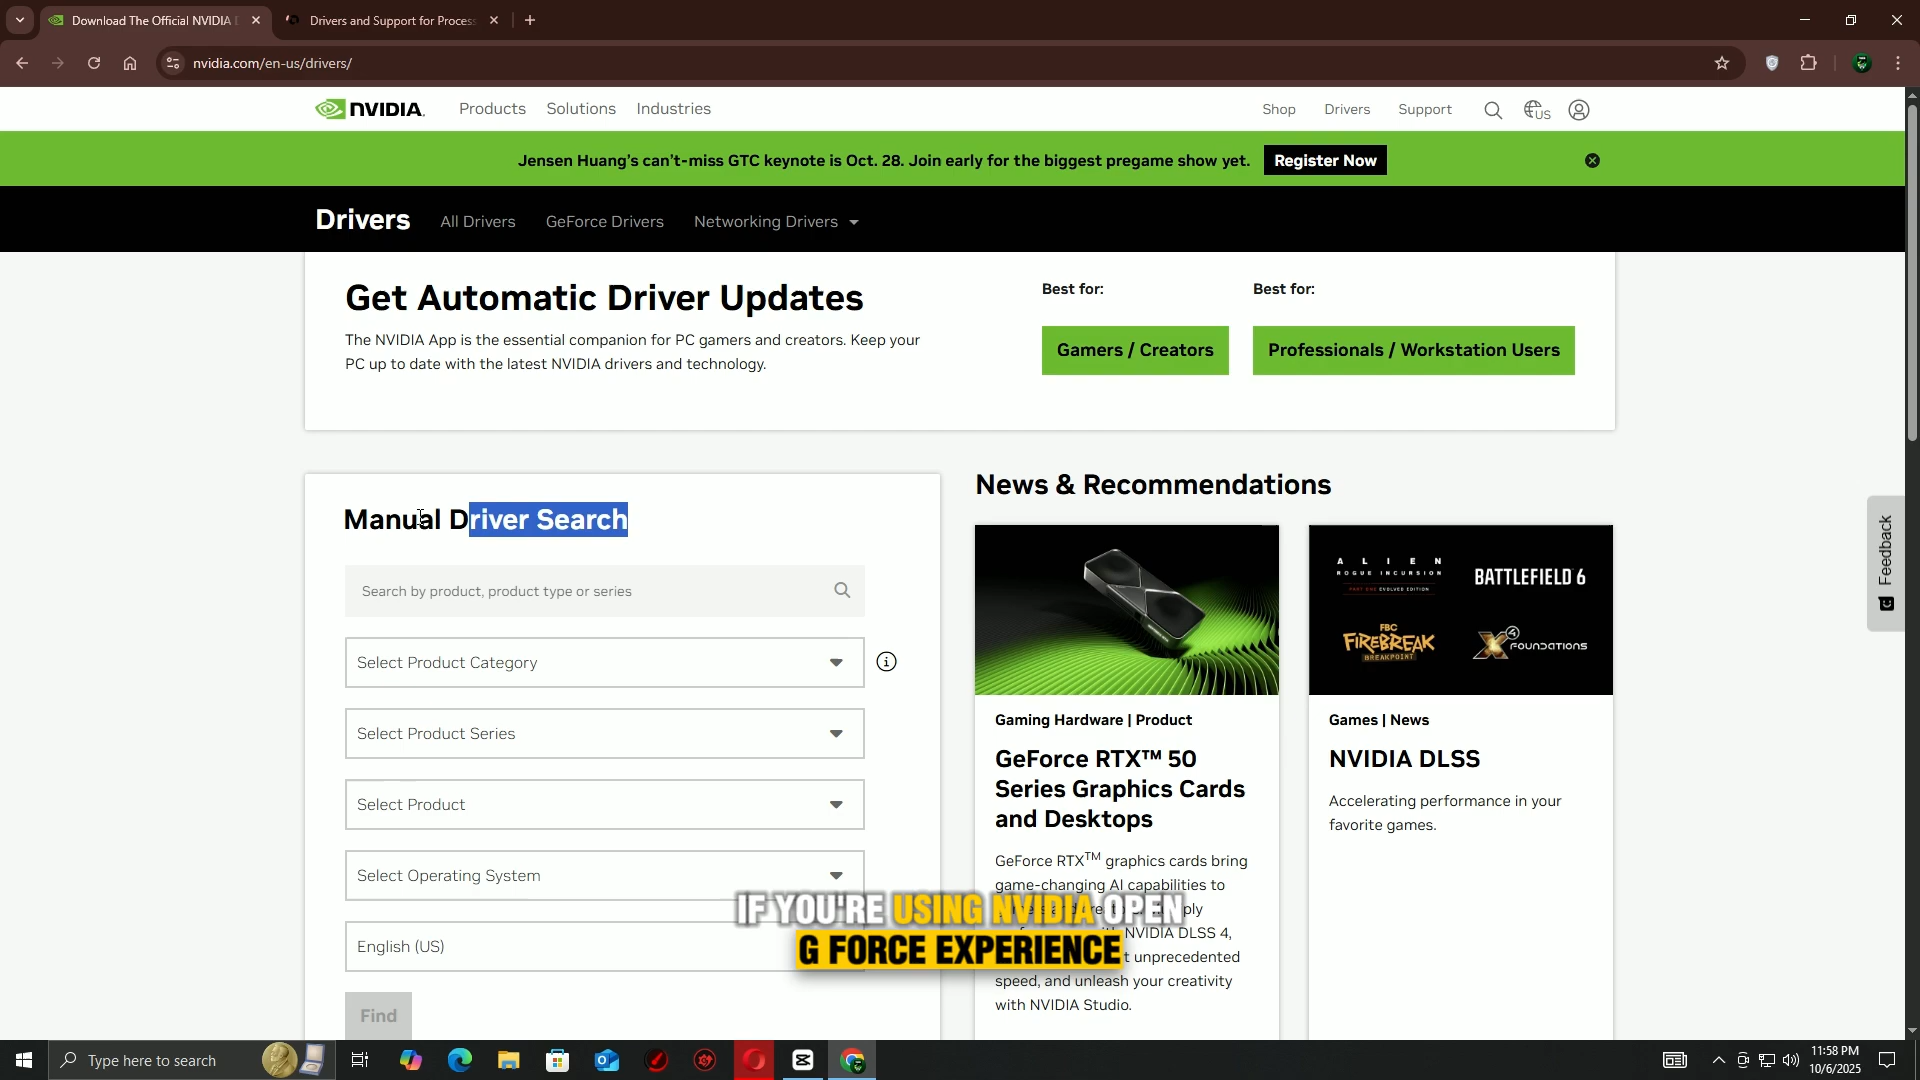 Download The Official NVIDIA D
Drivers and Support for Process
nvidia.com/en-us/drivers/
NVIDIA.
Products
Solutions
Industries
Shop
Drivers
Support
US
Jensen Huang's can't-miss GTC keynote is Oct. 28. Join early for the biggest pregame show yet.
Register Now
Drivers
All Drivers
GeForce Drivers
Networking Drivers
Get Automatic Driver Updates
The NVIDIA App is the essential companion for PC gamers and creators. Keep your
PC up to date with the latest NVIDIA drivers and technology.
Best for:
Gamers / Creators
Best for:
Professionals / Workstation Users
Manual Driver Search
Search by product, product type or series
Select Product Category
Select Product Series
Select Product
Select Operating System
English (US)
Find
News & Recommendations
Gaming Hardware | Product
GeForce RTX™ 50
Series Graphics Cards
and Desktops
GeForce RTX™ graphics cards bring
game-changing AI capabilities to
NVIDIA DLSS 4,
unprecedented
speed, and unleash your creativity
with NVIDIA Studio.
ALIEN
ROGUE INCURSION
PART ONE EVOLVED EDITION
BATTLEFIELD 6
FBC
FIREBREAK
BREAKPOINT
X4
FOUNDATIONS
Games | News
NVIDIA DLSS
Accelerating performance in your
favorite games.
Feedback
IF YOU'RE USING NVIDIA OPEN
G FORCE EXPERIENCE
Type here to search
11:58 PM
10/6/2025